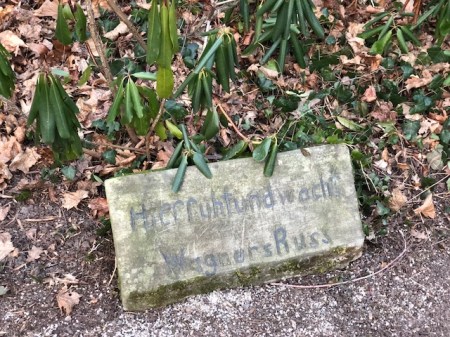 Hier ruht und wacht
Wagners Russ